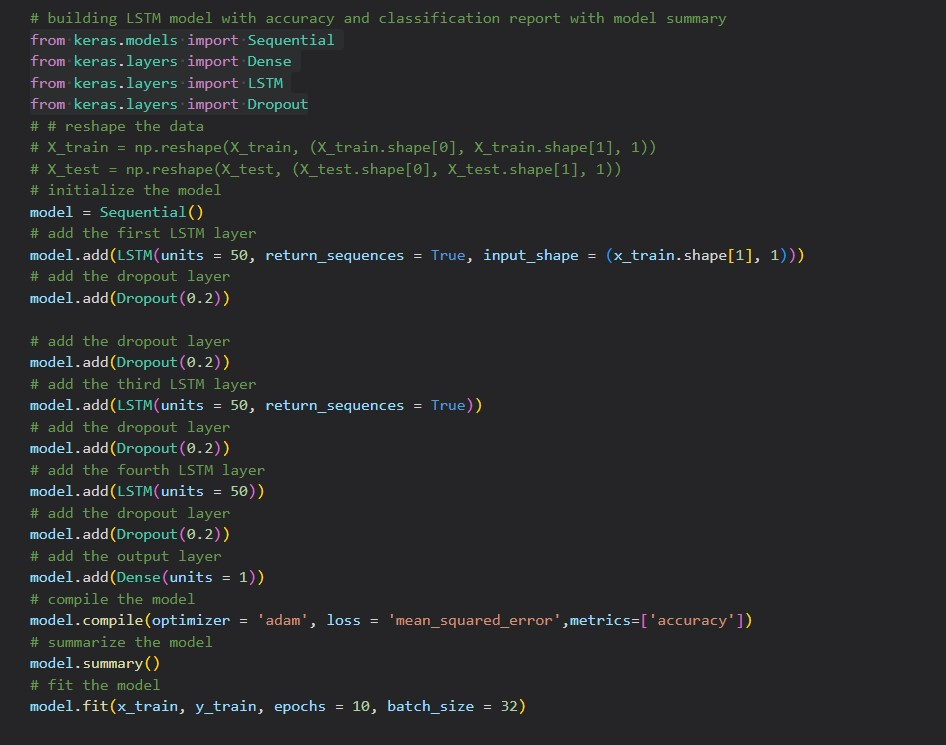 # building LSTM model with accuracy and classification report with model summary
from keras.models import Sequential
from keras.layers import Dense
from keras.layers import LSTM
from keras.layers import Dropout
# # reshape the data
# X_train = np.reshape(X_train, (X_train.shape[0], X_train.shape[1], 1))
# X_test = np.reshape(X_test, (X_test.shape[0], X_test.shape[1], 1))
# initialize the model
model = Sequential()
# add the first LSTM layer
model.add(LSTM(units = 50, return_sequences = True, input_shape = (x_train.shape[1], 1)))
# add the dropout layer
model.add(Dropout(0.2))
# add the dropout layer
model.add(Dropout(0.2))
# add the third LSTM layer
model.add(LSTM(units = 50, return_sequences = True))
# add the dropout layer
model.add(Dropout(0.2))
# add the fourth LSTM layer
model.add(LSTM(units = 50))
# add the dropout layer
model.add(Dropout(0.2))
# add the output layer
model.add(Dense(units = 1))
# compile the model
model.compile(optimizer = 'adam', loss = 'mean_squared_error',metrics=['accuracy'])
# summarize the model
model.summary()
# fit the model
model.fit(x_train, y_train, epochs = 10, batch_size = 32)